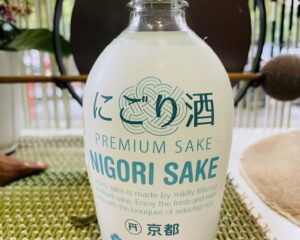 にごり酒
PREMIUM SAKE
NIGORI SAKE
sake is made by mildly filtering
sake. Enjoy the fresh and
with the bouquet of selected rice
京都